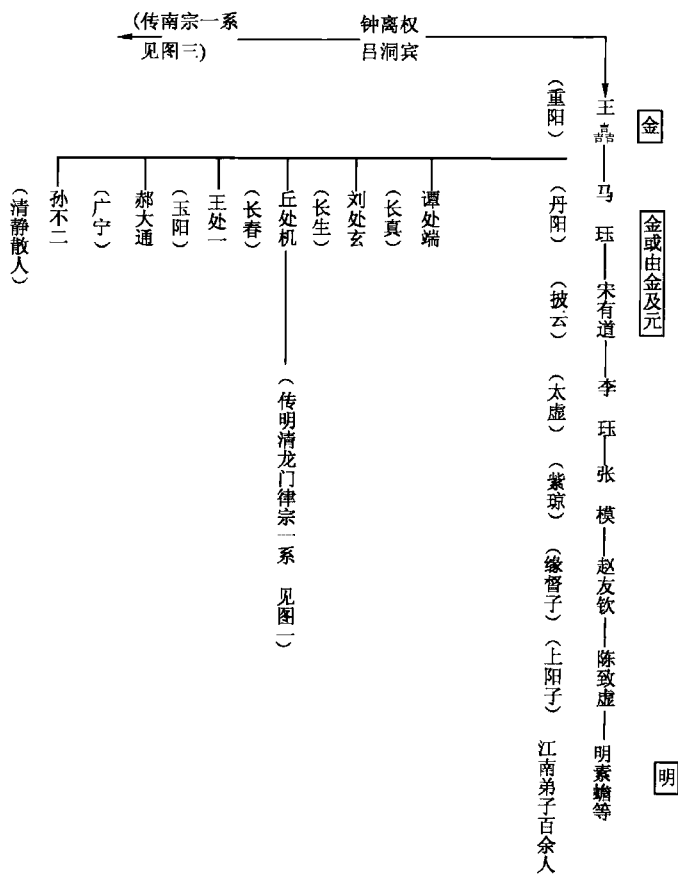 (传南宗一系
见图三)
钟离权
吕洞宾
金
金或由金及元
明
王嚞
马珏
宋有道
李珏
张模
赵友钦
陈致虚
明素蟾等
(重阳)
(丹阳)
(披云)
(太虚)
(紫琼)
(缘督子)
(上阳子)
江南弟子百余人
谭处端
(长真)
刘处玄
(长生)
丘处机
(长春)
(传明清龙门律宗一系 见图二)
王处一
(玉阳)
郝大通
(广宁)
孙不二
(清静散人)